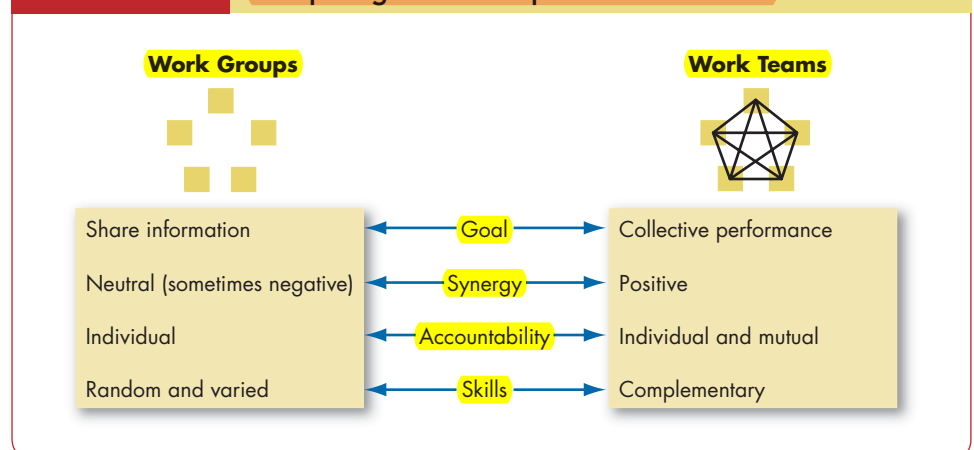 Work Groups
Work Teams
Share information
Goal
Collective performance
Neutral (sometimes negative)
Synergy
Positive
Individual
Accountability
Individual and mutual
Random and varied
Skills
Complementary